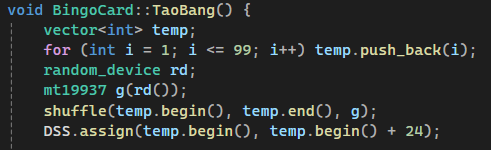 void BingoCard::TaoBang() {
    vector<int> temp;
    for (int i = 1; i <= 99; i++) temp.push_back(i);
    random_device rd;
    mt19937 g(rd());
    shuffle(temp.begin(), temp.end(), g);
    DSS.assign(temp.begin(), temp.begin() + 24);